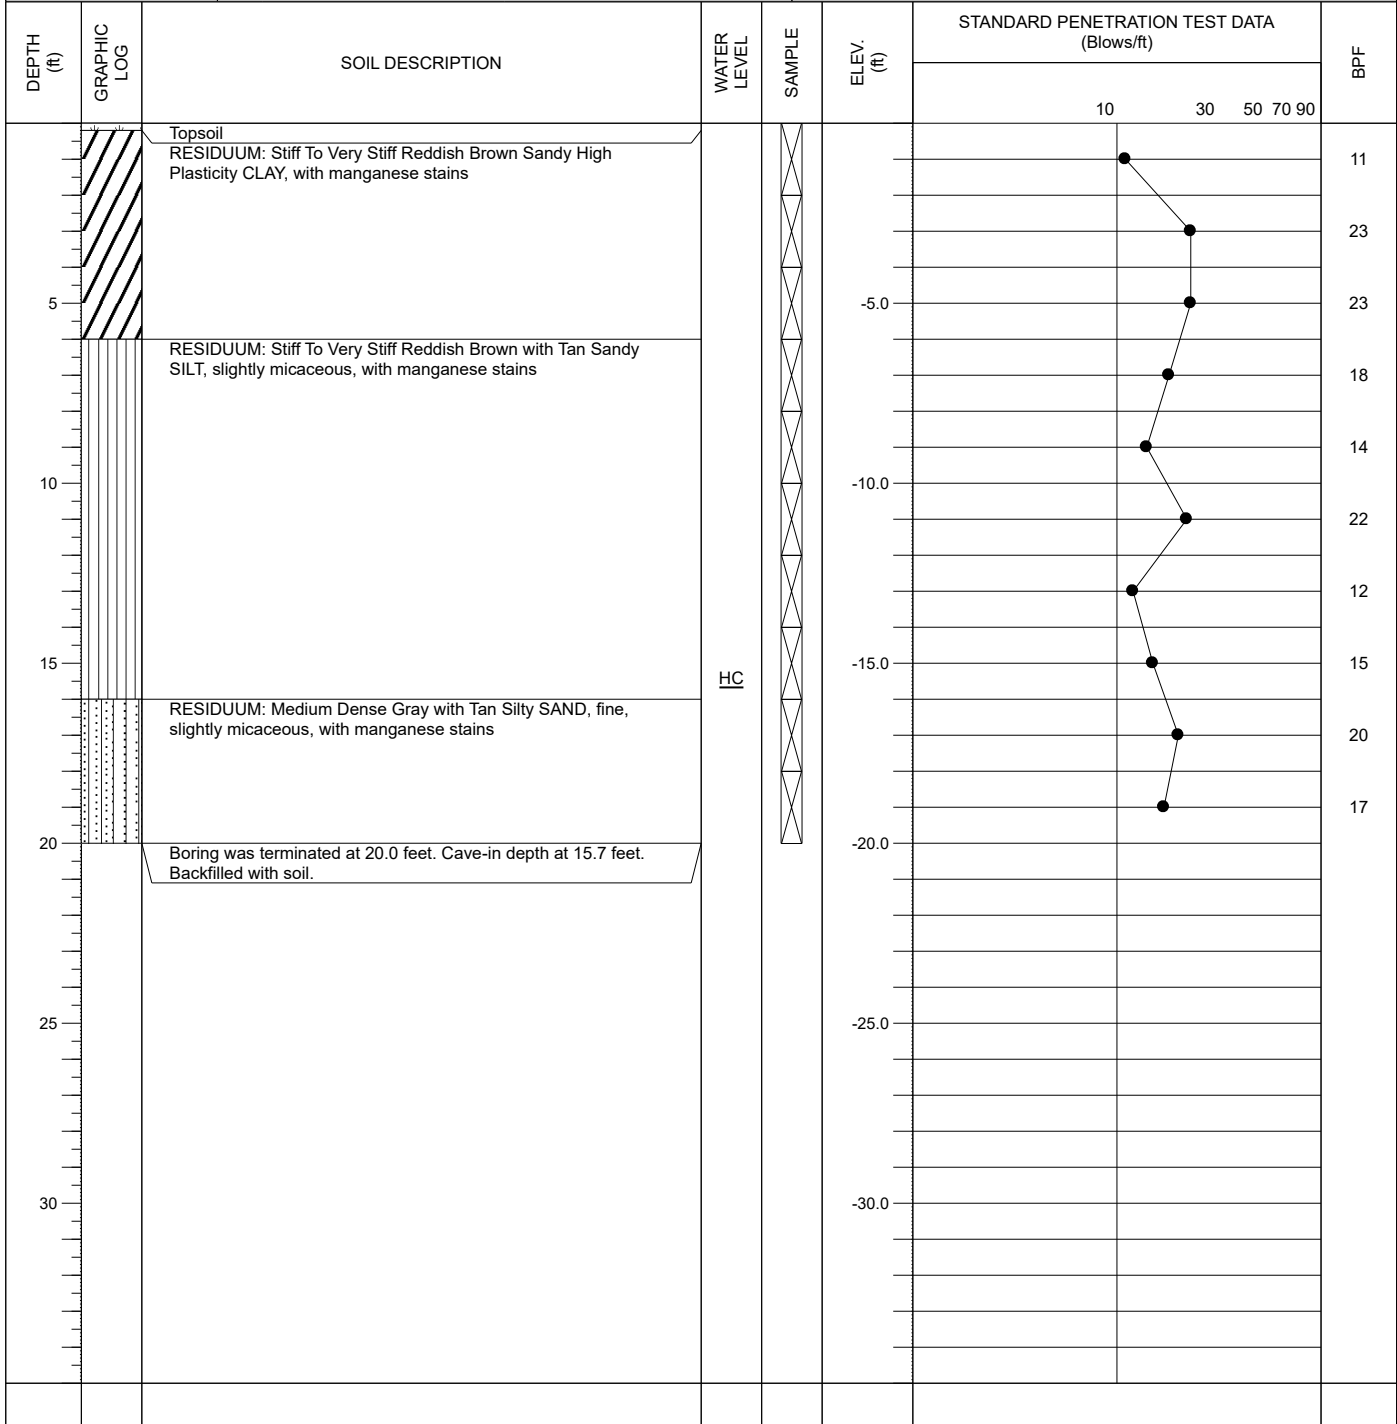 DEPTH
(ft)
GRAPHIC
LOG
SOIL DESCRIPTION
WATER
LEVEL
SAMPLE
ELEV.
(ft)
STANDARD PENETRATION TEST DATA
(Blows/ft)
10 30 50 70 90
BPF
Topsoil
RESIDUUM: Stiff To Very Stiff Reddish Brown Sandy High
Plasticity CLAY, with manganese stains
11
23
5 -5.0 23
RESIDUUM: Stiff To Very Stiff Reddish Brown with Tan Sandy
SILT, slightly micaceous, with manganese stains
18
14
10 -10.0
22
12
15 -15.0 15
HC
RESIDUUM: Medium Dense Gray with Tan Silty SAND, fine,
slightly micaceous, with manganese stains
20
17
20 -20.0
Boring was terminated at 20.0 feet. Cave-in depth at 15.7 feet.
Backfilled with soil.
25 -25.0
30 -30.0